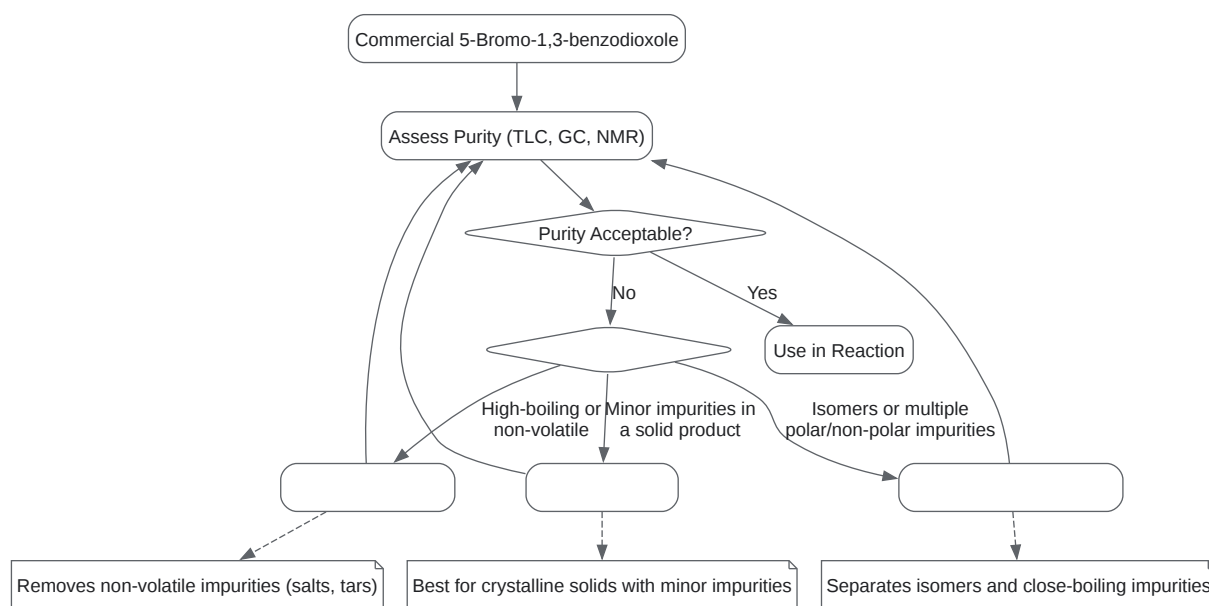 Commercial 5-Bromo-1,3-benzodioxole
Assess Purity (TLC, GC, NMR)
Purity Acceptable?
No
Yes
Use in Reaction
High-boiling or
non-volatile
Minor impurities in
a solid product
Isomers or multiple
polar/non-polar impurities
Removes non-volatile impurities (salts, tars)
Best for crystalline solids with minor impurities
Separates isomers and close-boiling impurities